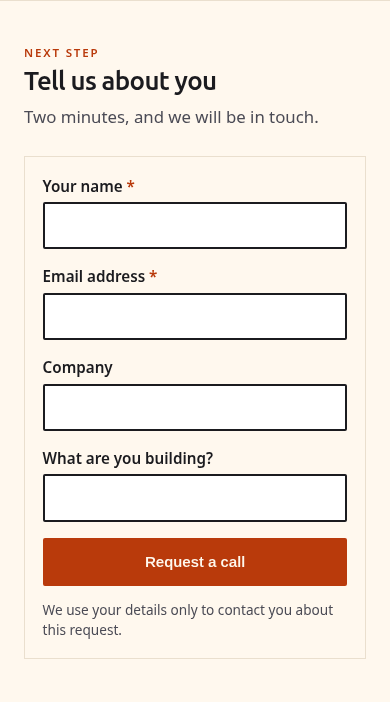 NEXT STEP
Tell us about you
Two minutes, and we will be in touch.
Your name *
Email address *
Company
What are you building?
Request a call
We use your details only to contact you about
this request.